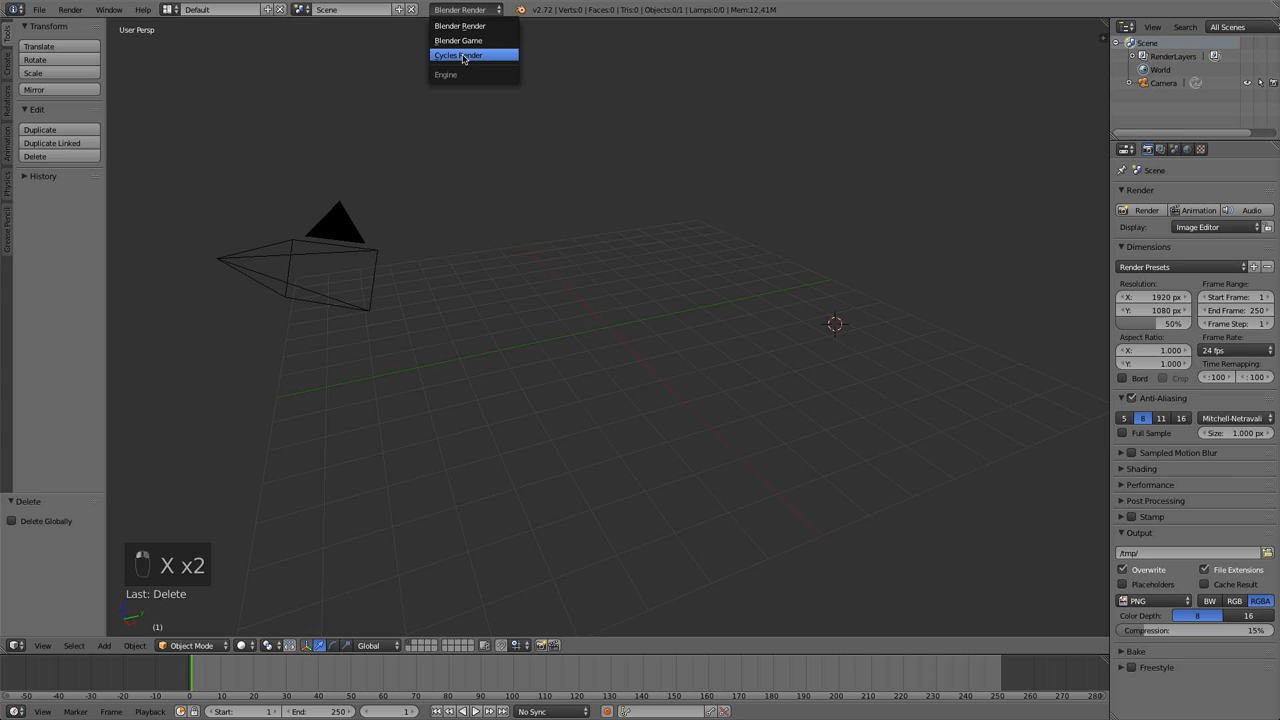 File
Render
Window
Help
Default
Scene
Blender Render
v2.72 | Verts:0 | Faces:0 | Tris:0 | Objects:0/1 | Lamps:0/0 | Mem:12.41M
View
Search
All Scenes
Blender Render
Blender Game
Cycles Render
Engine
User Persp
Tools
Create
Relations
Animation
Physics
Grease Pencil
Transform
Translate
Rotate
Scale
Mirror
Edit
Duplicate
Duplicate Linked
Delete
History
Delete
Delete Globally
X x2
Last: Delete
(1)
Scene
RenderLayers
World
Camera
Scene
Render
Render
Animation
Audio
Display:
Image Editor
Dimensions
Render Presets
Resolution:
Frame Range:
X: 1920 px
Start Frame: 1
Y: 1080 px
End Frame: 250
50%
Frame Step: 1
Aspect Ratio:
Frame Rate:
X: 1.000
24 fps
Y: 1.000
Time Remapping:
Bord
Crop
:100
:100
Anti-Aliasing
5
8
11
16
Mitchell-Netravali
Full Sample
Size: 1.000 px
Sampled Motion Blur
Shading
Performance
Post Processing
Stamp
Output
/tmp/
Overwrite
File Extensions
Placeholders
Cache Result
PNG
BW
RGB
RGBA
Color Depth:
8
16
Compression: 15%
Bake
Freestyle
View
Select
Add
Object
Object Mode
Global
-50 -40 -30 -20 -10 0 10 20 30 40 50 60 70 80 90 100 110 120 130 140 150 160 170 180 190 200 210 220 230 240 250 260 270 280
View
Marker
Frame
Playback
Start: 1
End: 250
1
No Sync